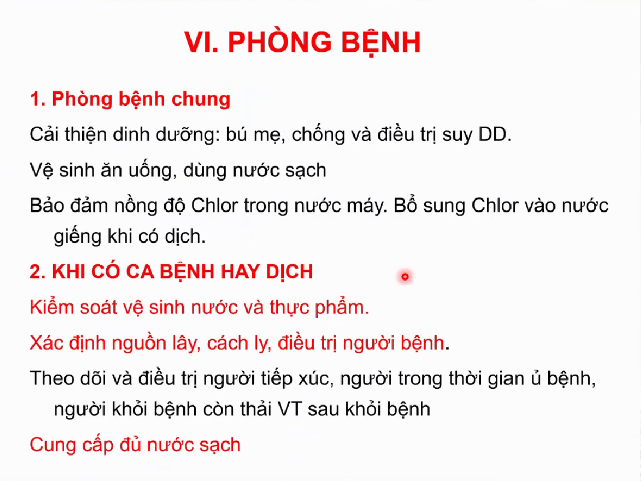 VI. PHÒNG BỆNH
1. Phòng bệnh chung
Cải thiện dinh dưỡng: bú mẹ, chống và điều trị suy DD.
Vệ sinh ăn uống, dùng nước sạch
Bảo đảm nồng độ Chlor trong nước máy. Bổ sung Chlor vào nước
giếng khi có dịch.
2. KHI CÓ CA BỆNH HAY DỊCH
Kiểm soát vệ sinh nước và thực phẩm.
Xác định nguồn lây, cách ly, điều trị người bệnh.
Theo dõi và điều trị người tiếp xúc, người trong thời gian ủ bệnh,
người khỏi bệnh còn thải VT sau khỏi bệnh
Cung cấp đủ nước sạch